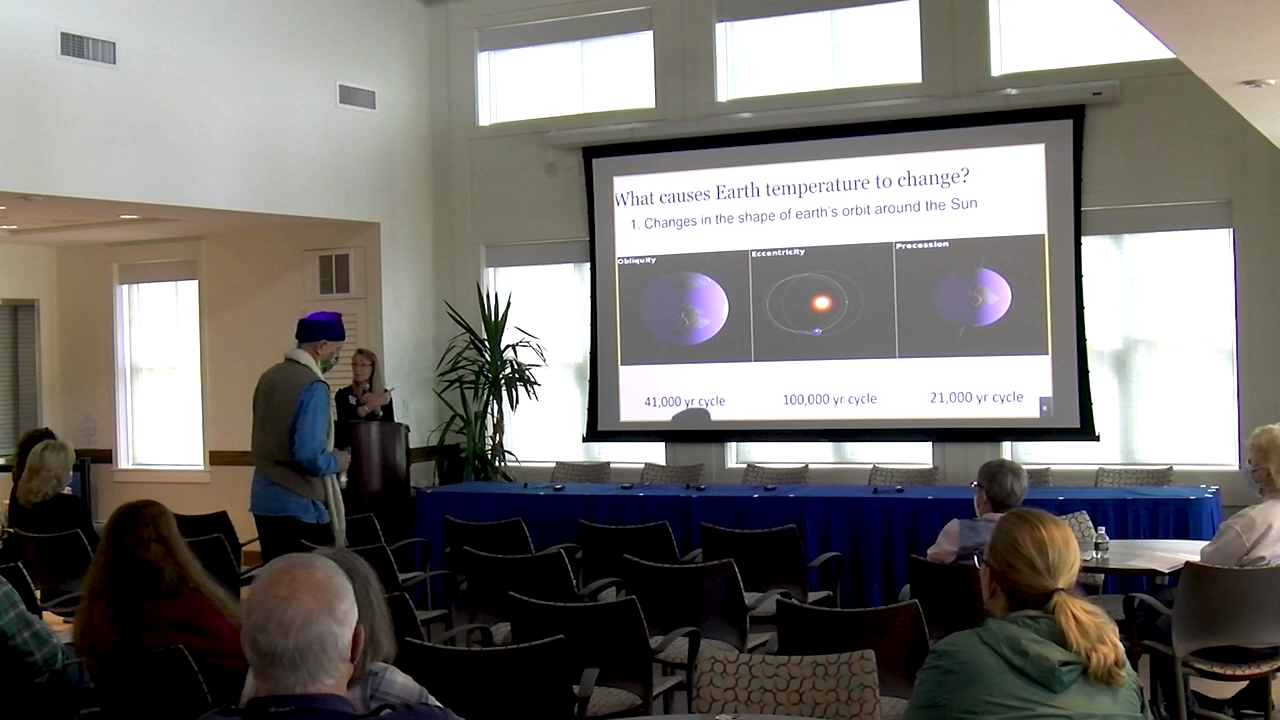 What causes Earth temperature to change?
1. Changes in the shape of earth's orbit around the Sun
Obliquity
Eccentricity
Precession
41,000 yr cycle
100,000 yr cycle
21,000 yr cycle